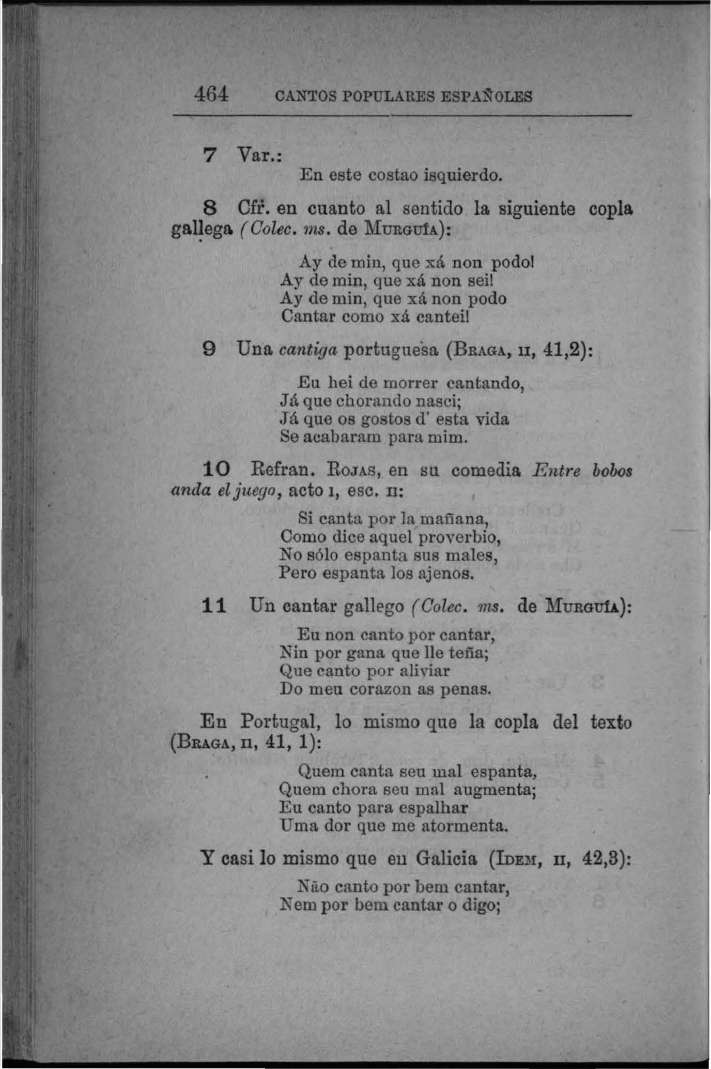 464 CANTOS POPULARES ESPAÑOLES
7 Var.:
En este costao isquierdo.
8 Cfr. en cuanto al sentido la siguiente copla
gallega (Colec. ms. de MURGUÍA):
Ay de min, que xá non podo!
Ay de min, que xá non sei!
Ay de min, que xá non podo
Cantar como xá cantei!
9 Una cantiga portuguesa (BRAGA, II, 41,2):
Eu hei de morrer cantando,
Já que chorando nasci;
Já que os gostos d' esta vida
Se acabaram para mim.
10 Refran. ROJAS, en su comedia Entre bobos
anda el juego, acto I, esc. II:
Si canta por la mañana,
Como dice aquel proverbio,
No sólo espanta sus males,
Pero espanta los ajenos.
11 Un cantar gallego (Colec. ms. de MURGUÍA):
Eu non canto por cantar,
Nin por gana que lle teña;
Que canto por aliviar
Do meu corazon as penas.
En Portugal, lo mismo que la copla del texto
(BRAGA, II, 41, 1):
Quem canta seu mal espanta,
Quem chora seu mal augmenta;
Eu canto para espalhar
Uma dor que me atormenta.
Y casi lo mismo que en Galicia (IDEM, II, 42,3):
Não canto por bem cantar,
Nem por bem cantar o digo;